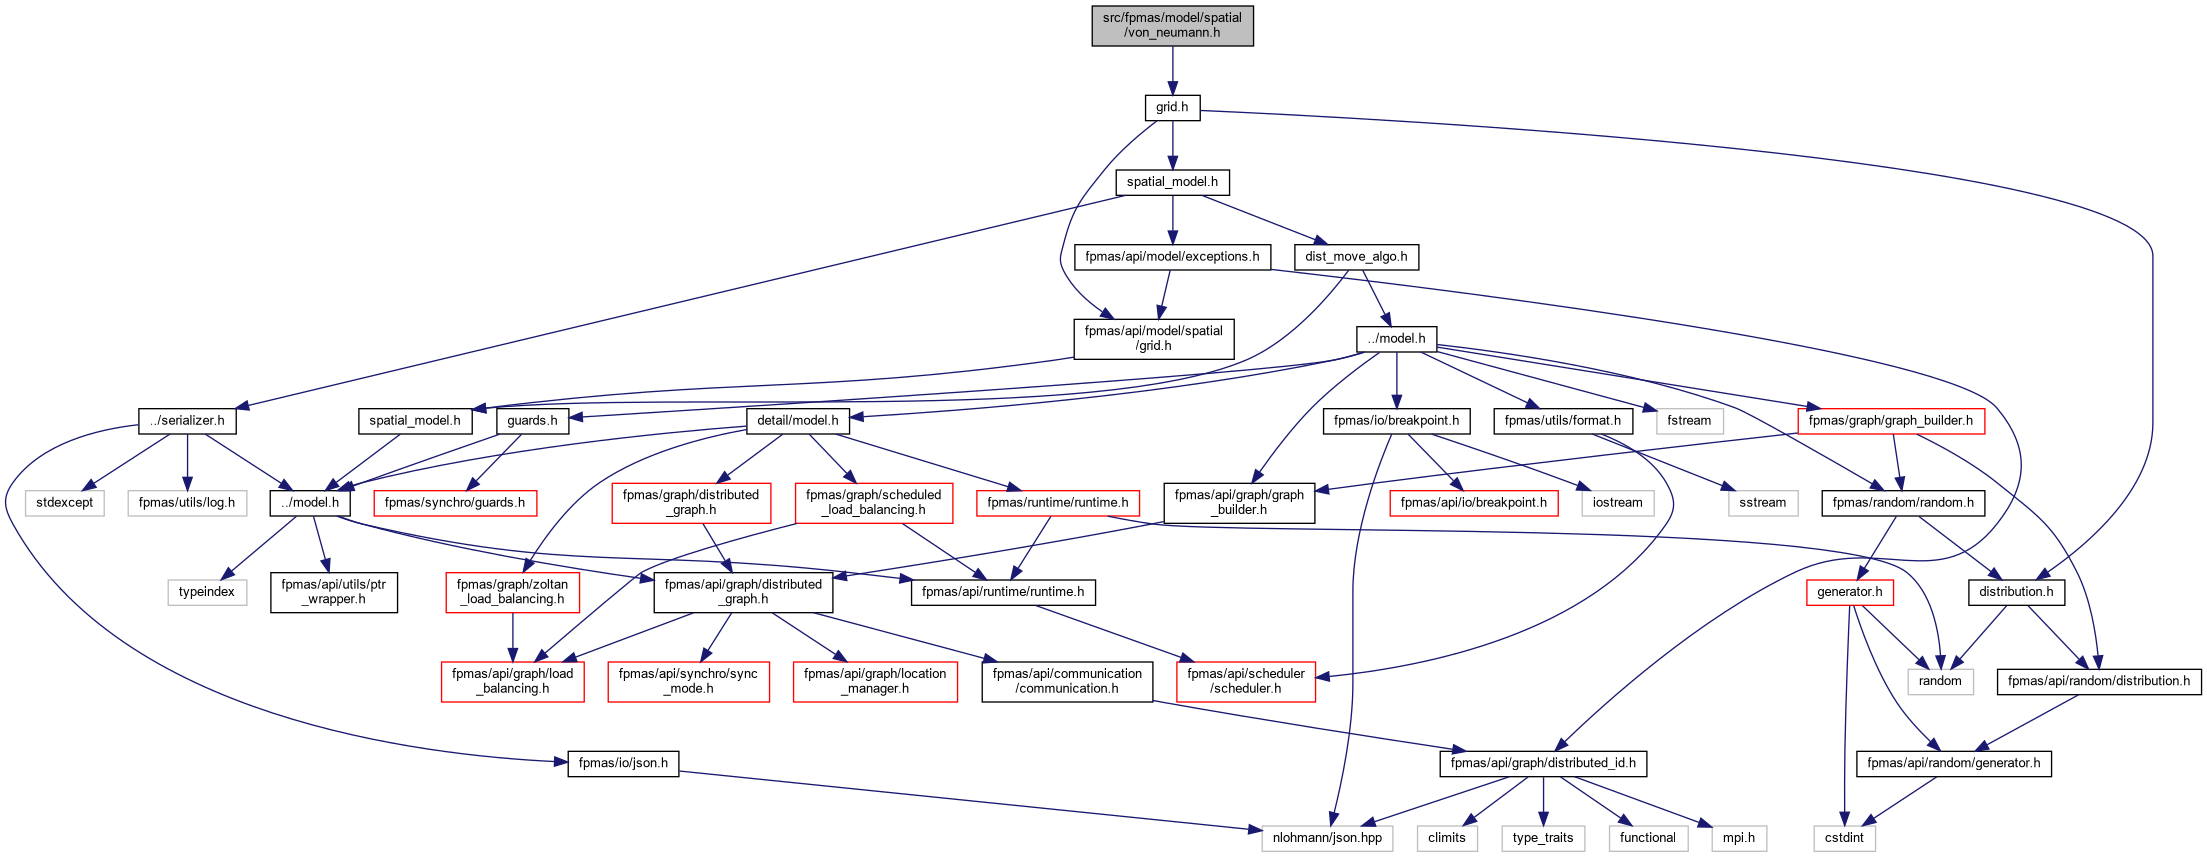 src/fpmas/model/spatial
/von_neumann.h
grid.h
spatial_model.h
fpmas/api/model/exceptions.h
dist_move_algo.h
fpmas/api/model/spatial
/grid.h
../model.h
../serializer.h
spatial_model.h
guards.h
detail/model.h
fpmas/io/breakpoint.h
fpmas/utils/format.h
fstream
fpmas/graph/graph_builder.h
stdexcept
fpmas/utils/log.h
../model.h
fpmas/synchro/guards.h
fpmas/graph/distributed
_graph.h
fpmas/graph/scheduled
_load_balancing.h
fpmas/runtime/runtime.h
fpmas/api/graph/graph
_builder.h
fpmas/api/io/breakpoint.h
iostream
sstream
fpmas/random/random.h
typeindex
fpmas/api/utils/ptr
_wrapper.h
fpmas/graph/zoltan
_load_balancing.h
fpmas/api/graph/distributed
_graph.h
fpmas/api/runtime/runtime.h
generator.h
distribution.h
fpmas/api/graph/load
_balancing.h
fpmas/api/synchro/sync
_mode.h
fpmas/api/graph/location
_manager.h
fpmas/api/communication
/communication.h
fpmas/api/scheduler
/scheduler.h
random
fpmas/api/random/distribution.h
fpmas/io/json.h
fpmas/api/graph/distributed_id.h
fpmas/api/random/generator.h
nlohmann/json.hpp
climits
type_traits
functional
mpi.h
cstdint